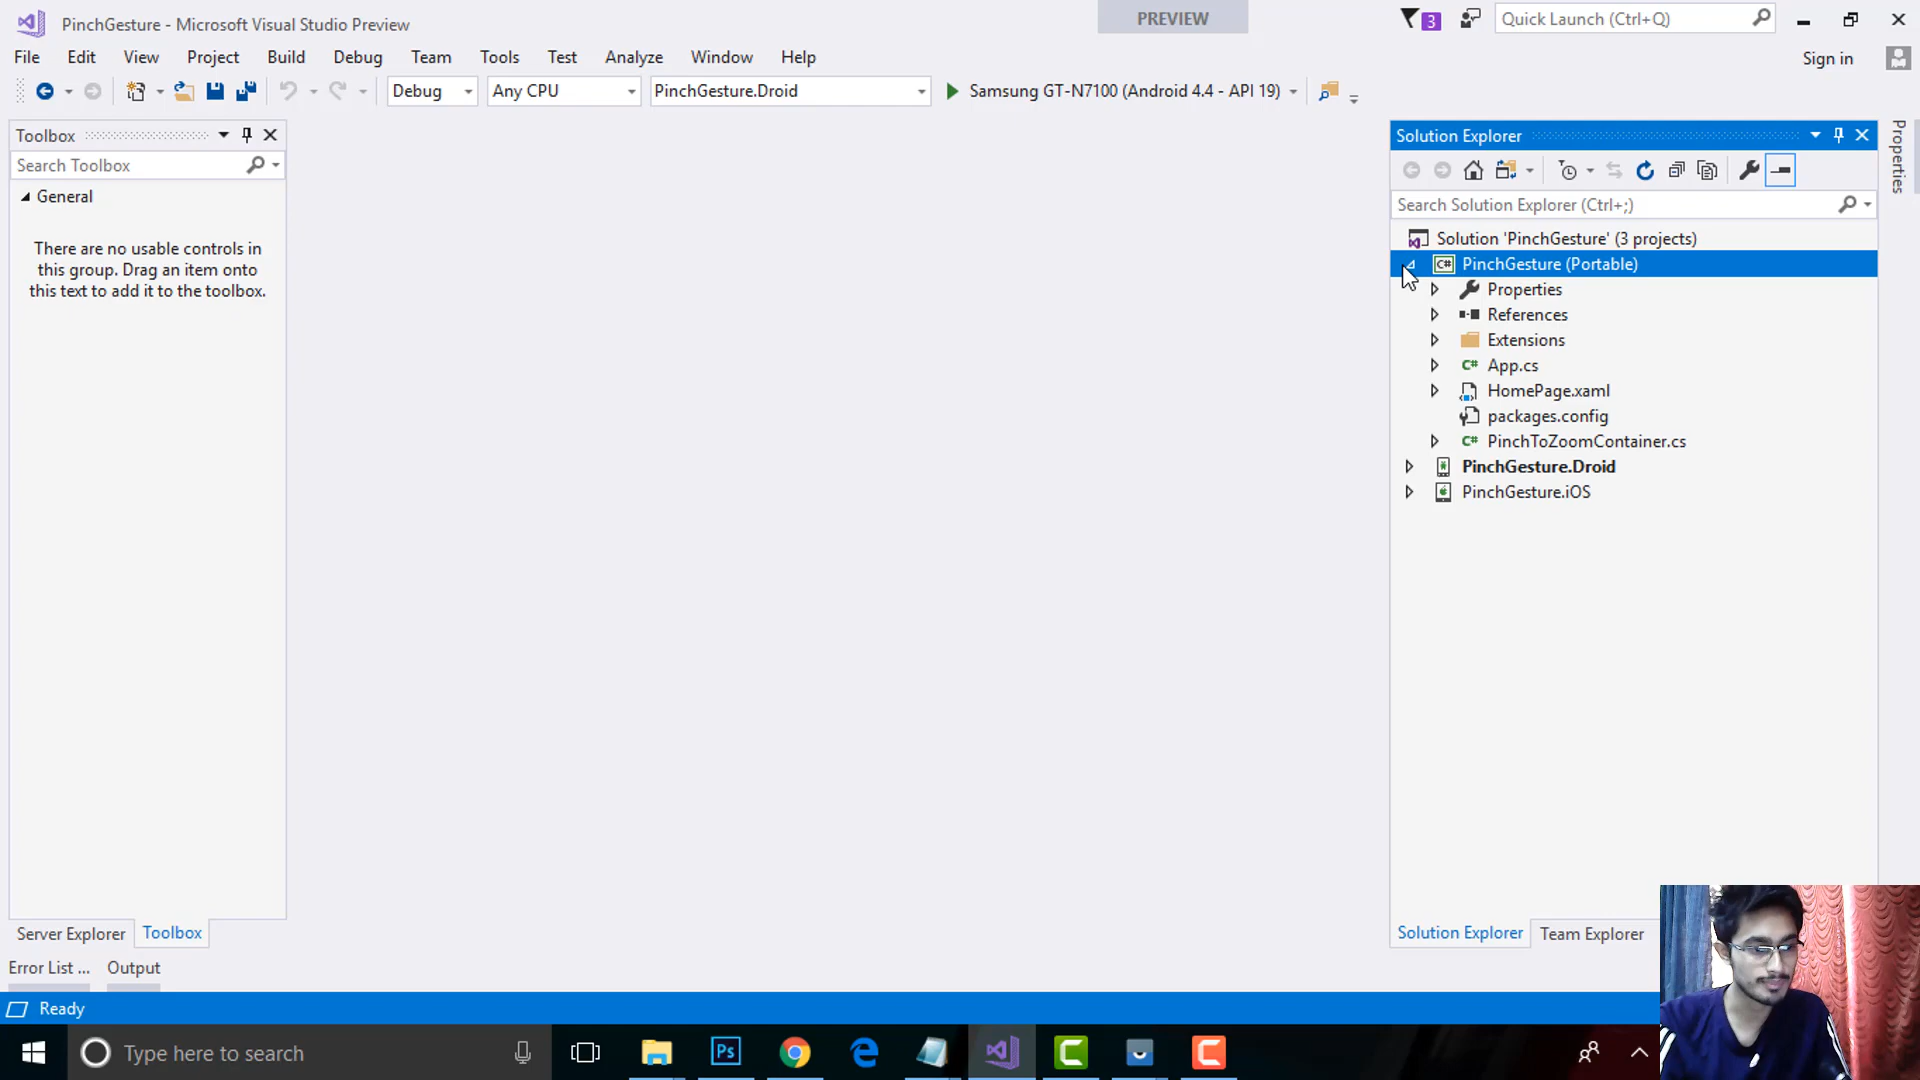 PinchGesture - Microsoft Visual Studio Preview
PREVIEW
3
Quick Launch (Ctrl+Q)
File Edit View Project Build Debug Team Tools Test Analyze Window Help
Sign in
Debug Any CPU PinchGesture.Droid Samsung GT-N7100 (Android 4.4 - API 19)
Toolbox
Search Toolbox
General
There are no usable controls in
this group. Drag an item onto
this text to add it to the toolbox.
Solution Explorer
Properties
Search Solution Explorer (Ctrl+;)
Solution 'PinchGesture' (3 projects)
C# PinchGesture (Portable)
Properties
References
Extensions
C# App.cs
HomePage.xaml
packages.config
C# PinchToZoomContainer.cs
PinchGesture.Droid
PinchGesture.iOS
Server Explorer Toolbox
Solution Explorer Team Explorer
Error List ... Output
Ready
Type here to search
Ps